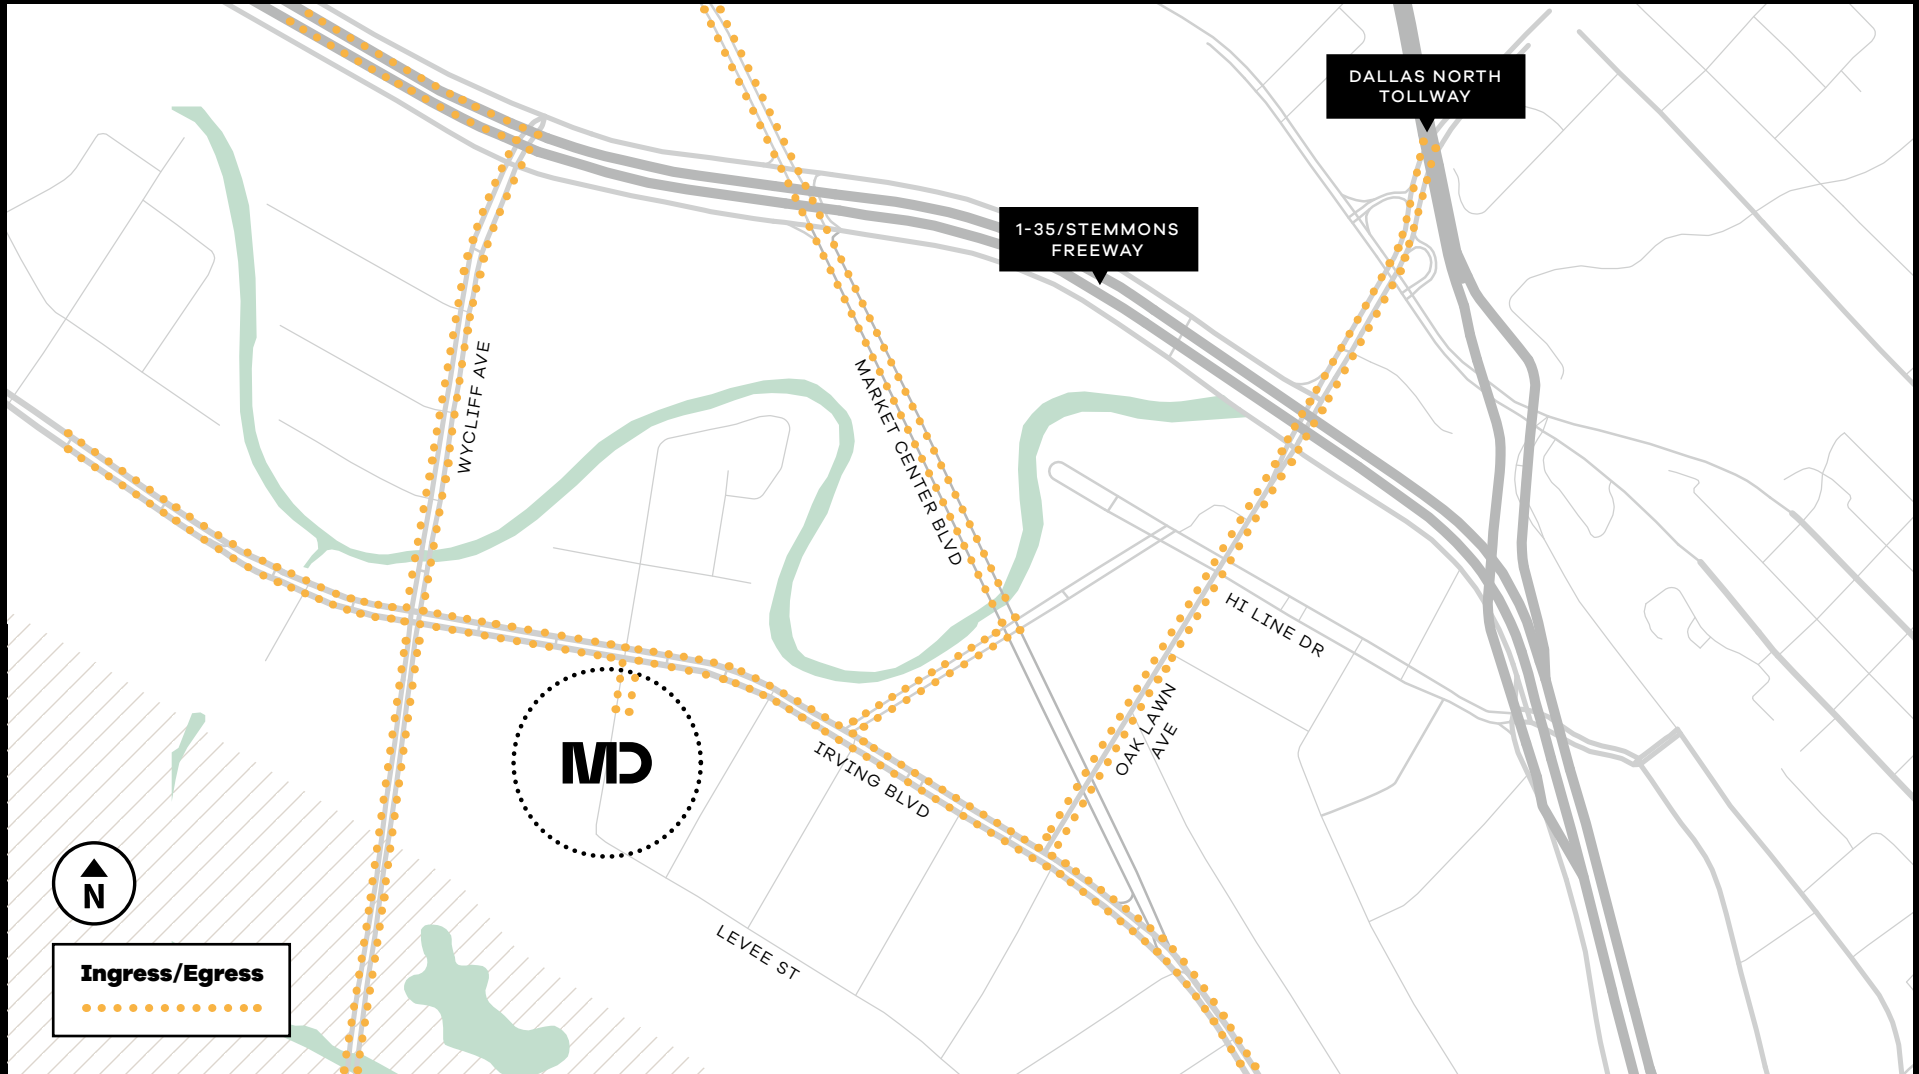 DALLAS NORTH
TOLLWAY
1-35/STEMMONS
FREEWAY
WYCLIFF AVE
MARKET CENTER BLVD
HI LINE DR
OAK LAWN
AVE
IRVING BLVD
MD
LEVEE ST
N
Ingress/Egress